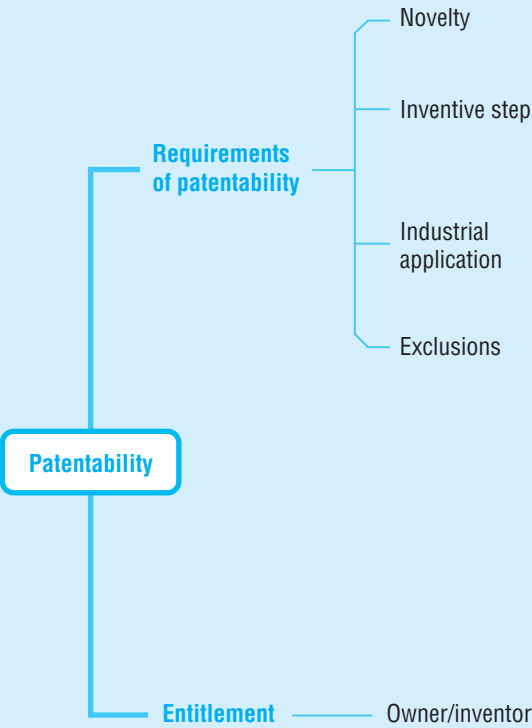 Novelty
Inventive step
Requirements
of patentability
Industrial
application
Exclusions
Patentability
Entitlement
Owner/inventor